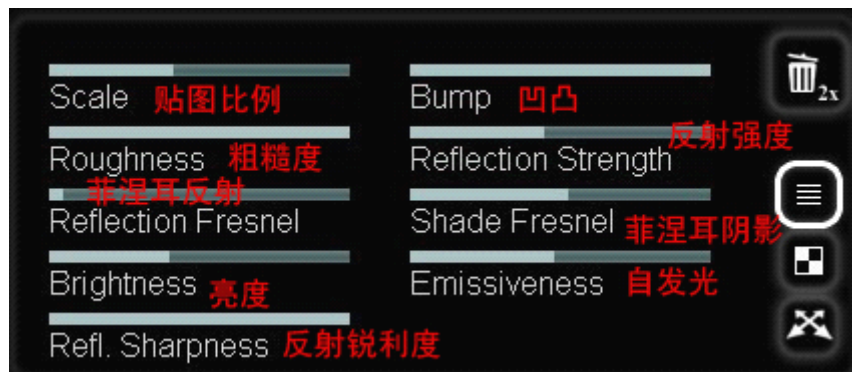 Scale 贴图比例
Bump 凹凸
2x
Roughness 粗糙度
反射强度
Reflection Strength
菲涅耳反射
Reflection Fresnel
Shade Fresnel 菲涅耳阴影
Brightness 亮度
Emissiveness 自发光
Refl. Sharpness 反射锐利度